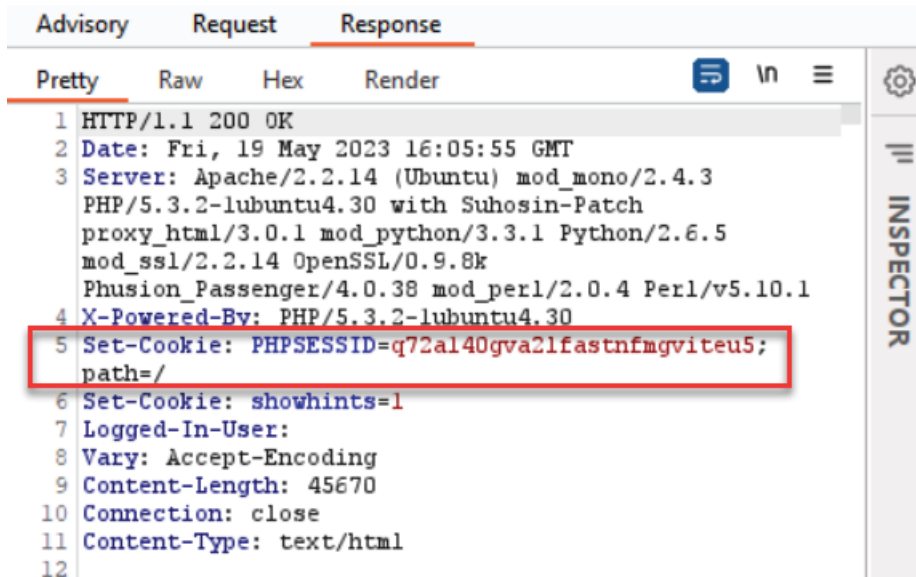 Advisory Request Response
Pretty Raw Hex Render \n
1 HTTP/1.1 200 OK
2 Date: Fri, 19 May 2023 16:05:55 GMT
3 Server: Apache/2.2.14 (Ubuntu) mod_mono/2.4.3
PHP/5.3.2-1ubuntu4.30 with Suhosin-Patch
proxy_html/3.0.1 mod_python/3.3.1 Python/2.6.5
mod_ssl/2.2.14 OpenSSL/0.9.8k
Phusion_Passenger/4.0.38 mod_perl/2.0.4 Perl/v5.10.1
4 X-Powered-By: PHP/5.3.2-1ubuntu4.30
5 Set-Cookie: PHPSESSID=q72al40gva2lfastnfmgviteu5;
path=/
6 Set-Cookie: showhints=1
7 Logged-In-User:
8 Vary: Accept-Encoding
9 Content-Length: 45670
10 Connection: close
11 Content-Type: text/html
12
INSPECTOR